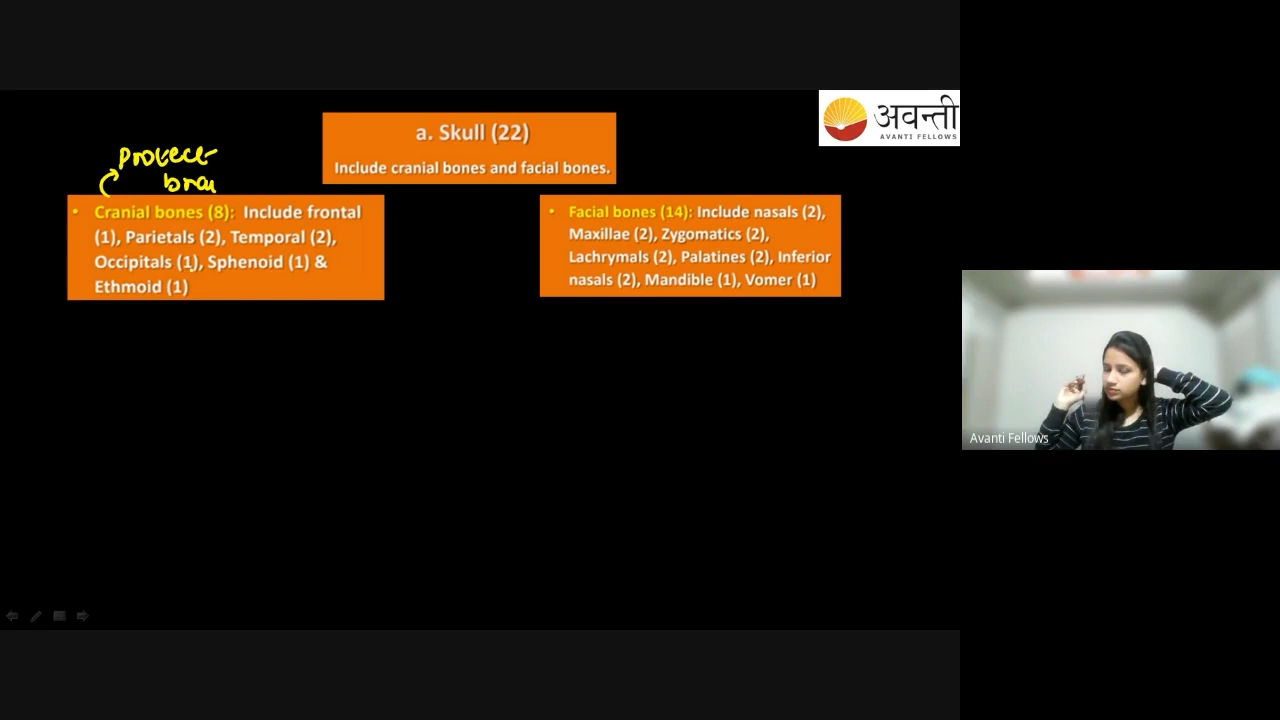 a. Skull (22)
Include cranial bones and facial bones.
अवन्ती
AVANTI FELLOWS
• Cranial bones (8): Include frontal
(1), Parietals (2), Temporal (2),
Occipitals (1), Sphenoid (1) &
Ethmoid (1)
• Facial bones (14): Include nasals (2),
Maxillae (2), Zygomatics (2),
Lachrymals (2), Palatines (2), Inferior
nasals (2), Mandible (1), Vomer (1)
Avanti Fellows